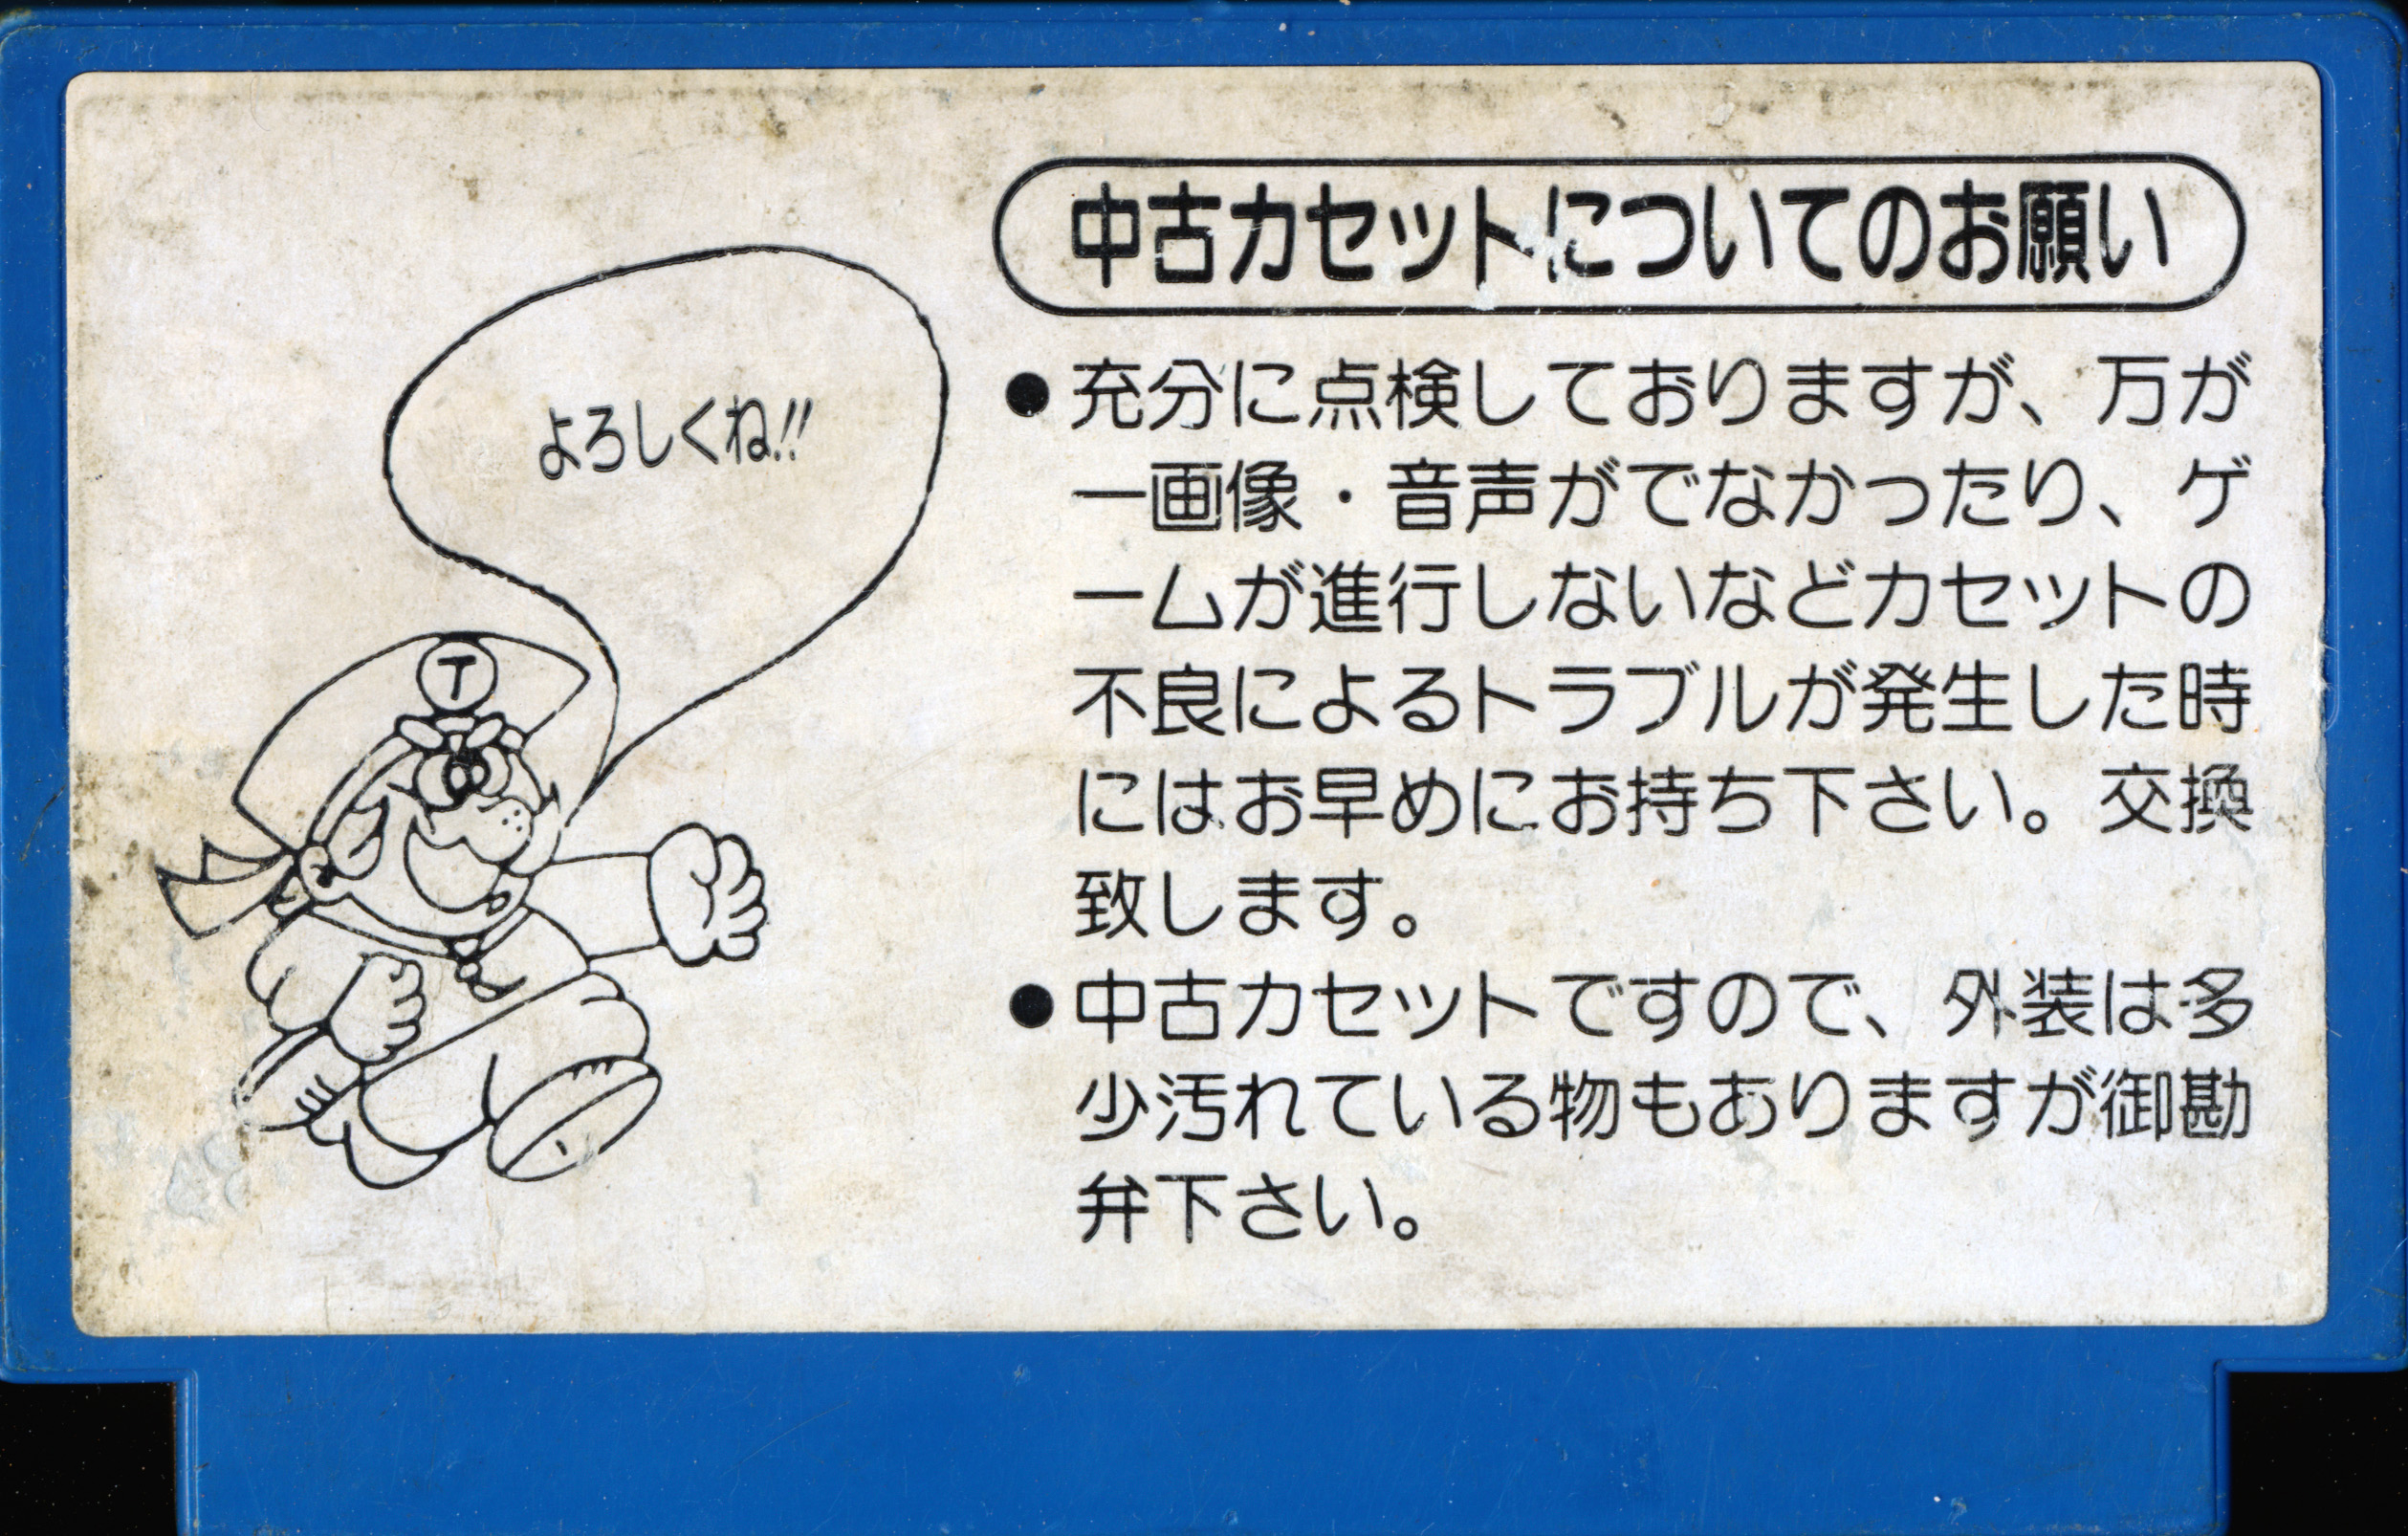 中古カセットについてのお願い
よろしくね!!
T
●充分に点検しておりますが、万が
一画像・音声がでなかったり、ゲ
ームが進行しないなどカセットの
不良によるトラブルが発生した時
にはお早めにお持ち下さい。交換
致します。
●中古カセットですので、外装は多
少汚れている物もありますが御勘
弁下さい。